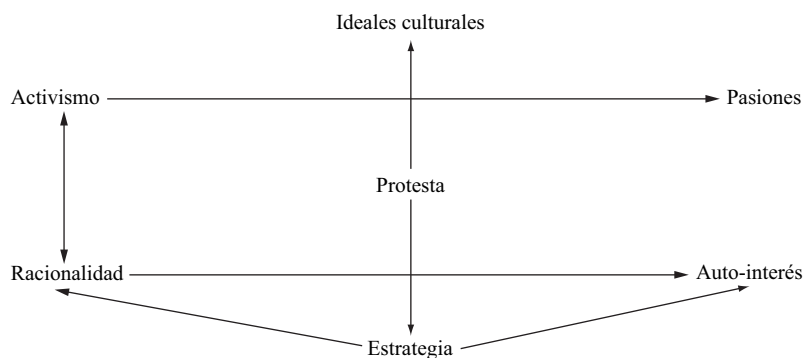 Ideales culturales
Activismo
Pasiones
Protesta
Racionalidad
Auto-interés
Estrategia